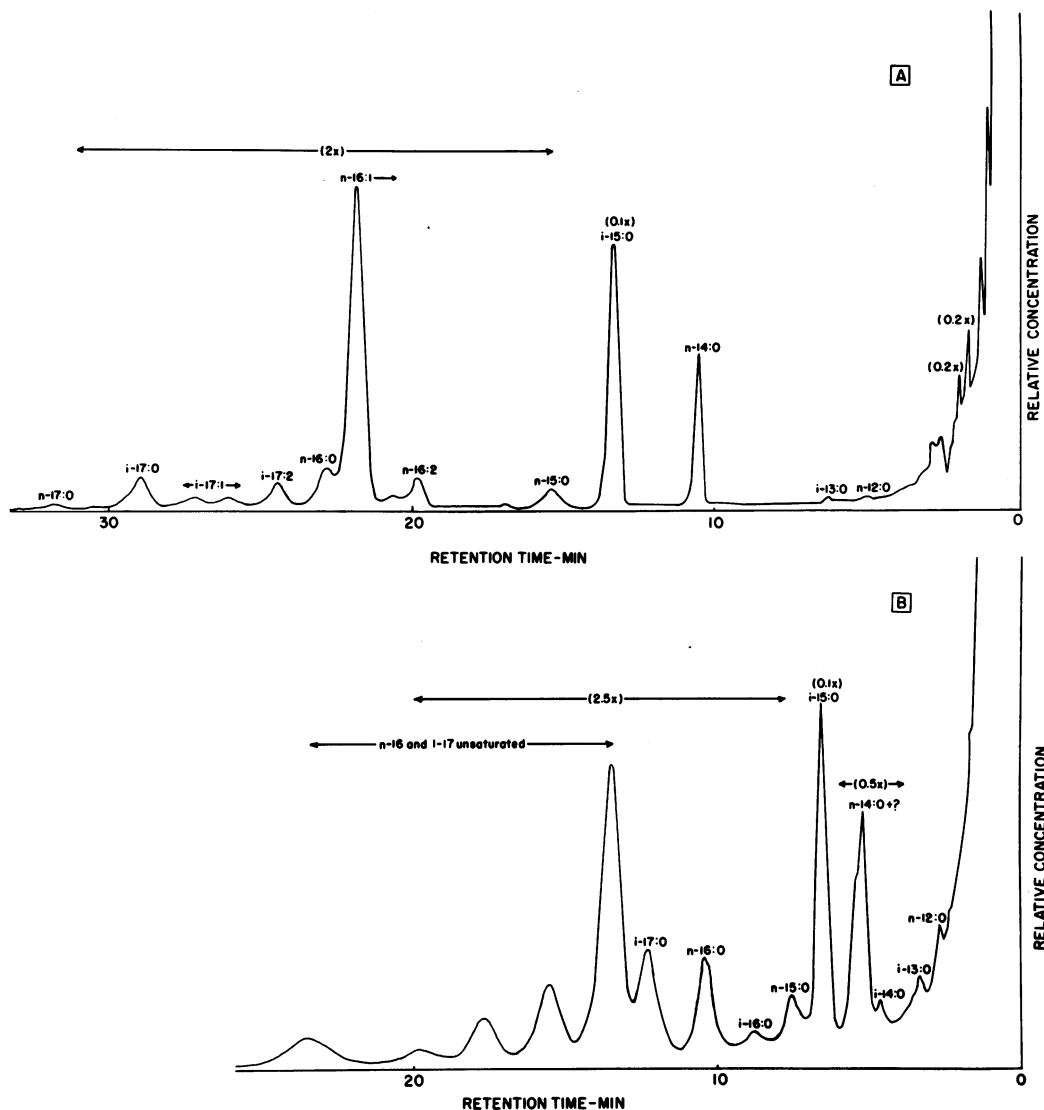 A
(2x)
n-16:1
(0.1x)
i-15:0
n-14:0
(0.2x)
(0.2x)
RELATIVE CONCENTRATION
n-17:0
i-17:0
i-17:1
i-17:2
n-16:0
n-16:2
n-15:0
i-13:0
n-12:0
30
20
10
0
RETENTION TIME-MIN
B
(2.5x)
(0.1x)
i-15:0
n-16 and i-17 unsaturated
(0.5x)
n-14:0+?
RELATIVE CONCENTRATION
i-17:0
n-16:0
i-16:0
n-15:0
i-14:0
i-13:0
n-12:0
20
10
0
RETENTION TIME-MIN